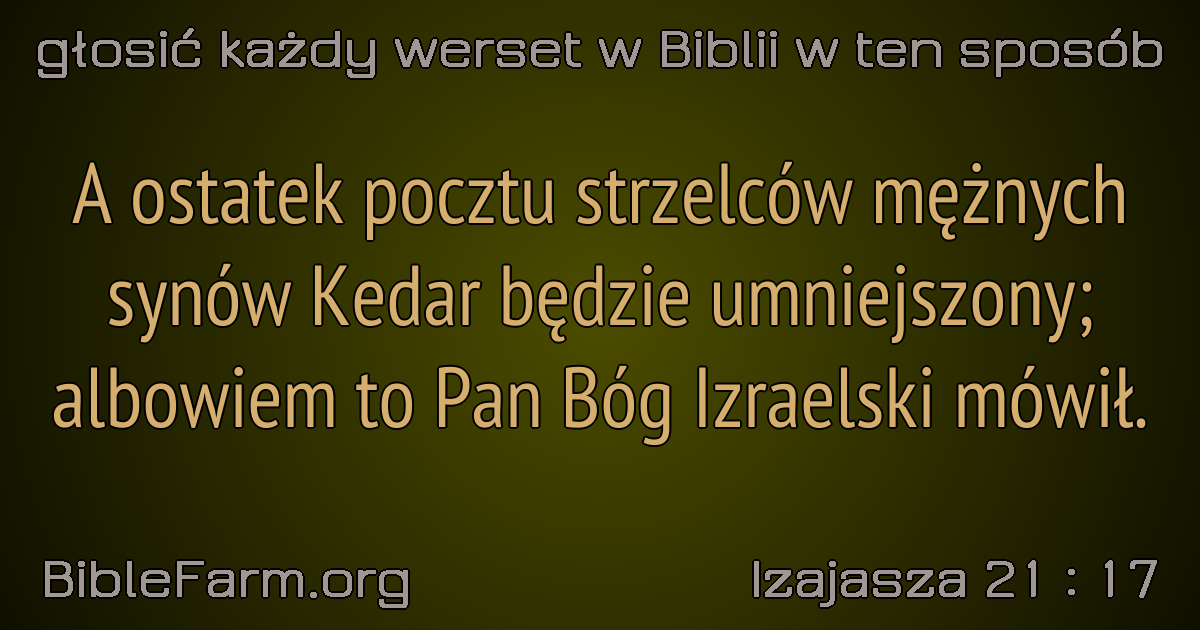 głosić każdy werset w Biblii w ten sposób
A ostatek pocztu strzelców mężnych
synów Kedar będzie umniejszony;
albowiem to Pan Bóg Izraelski mówił.
BibleFarm.org
Izajasza 21 : 17